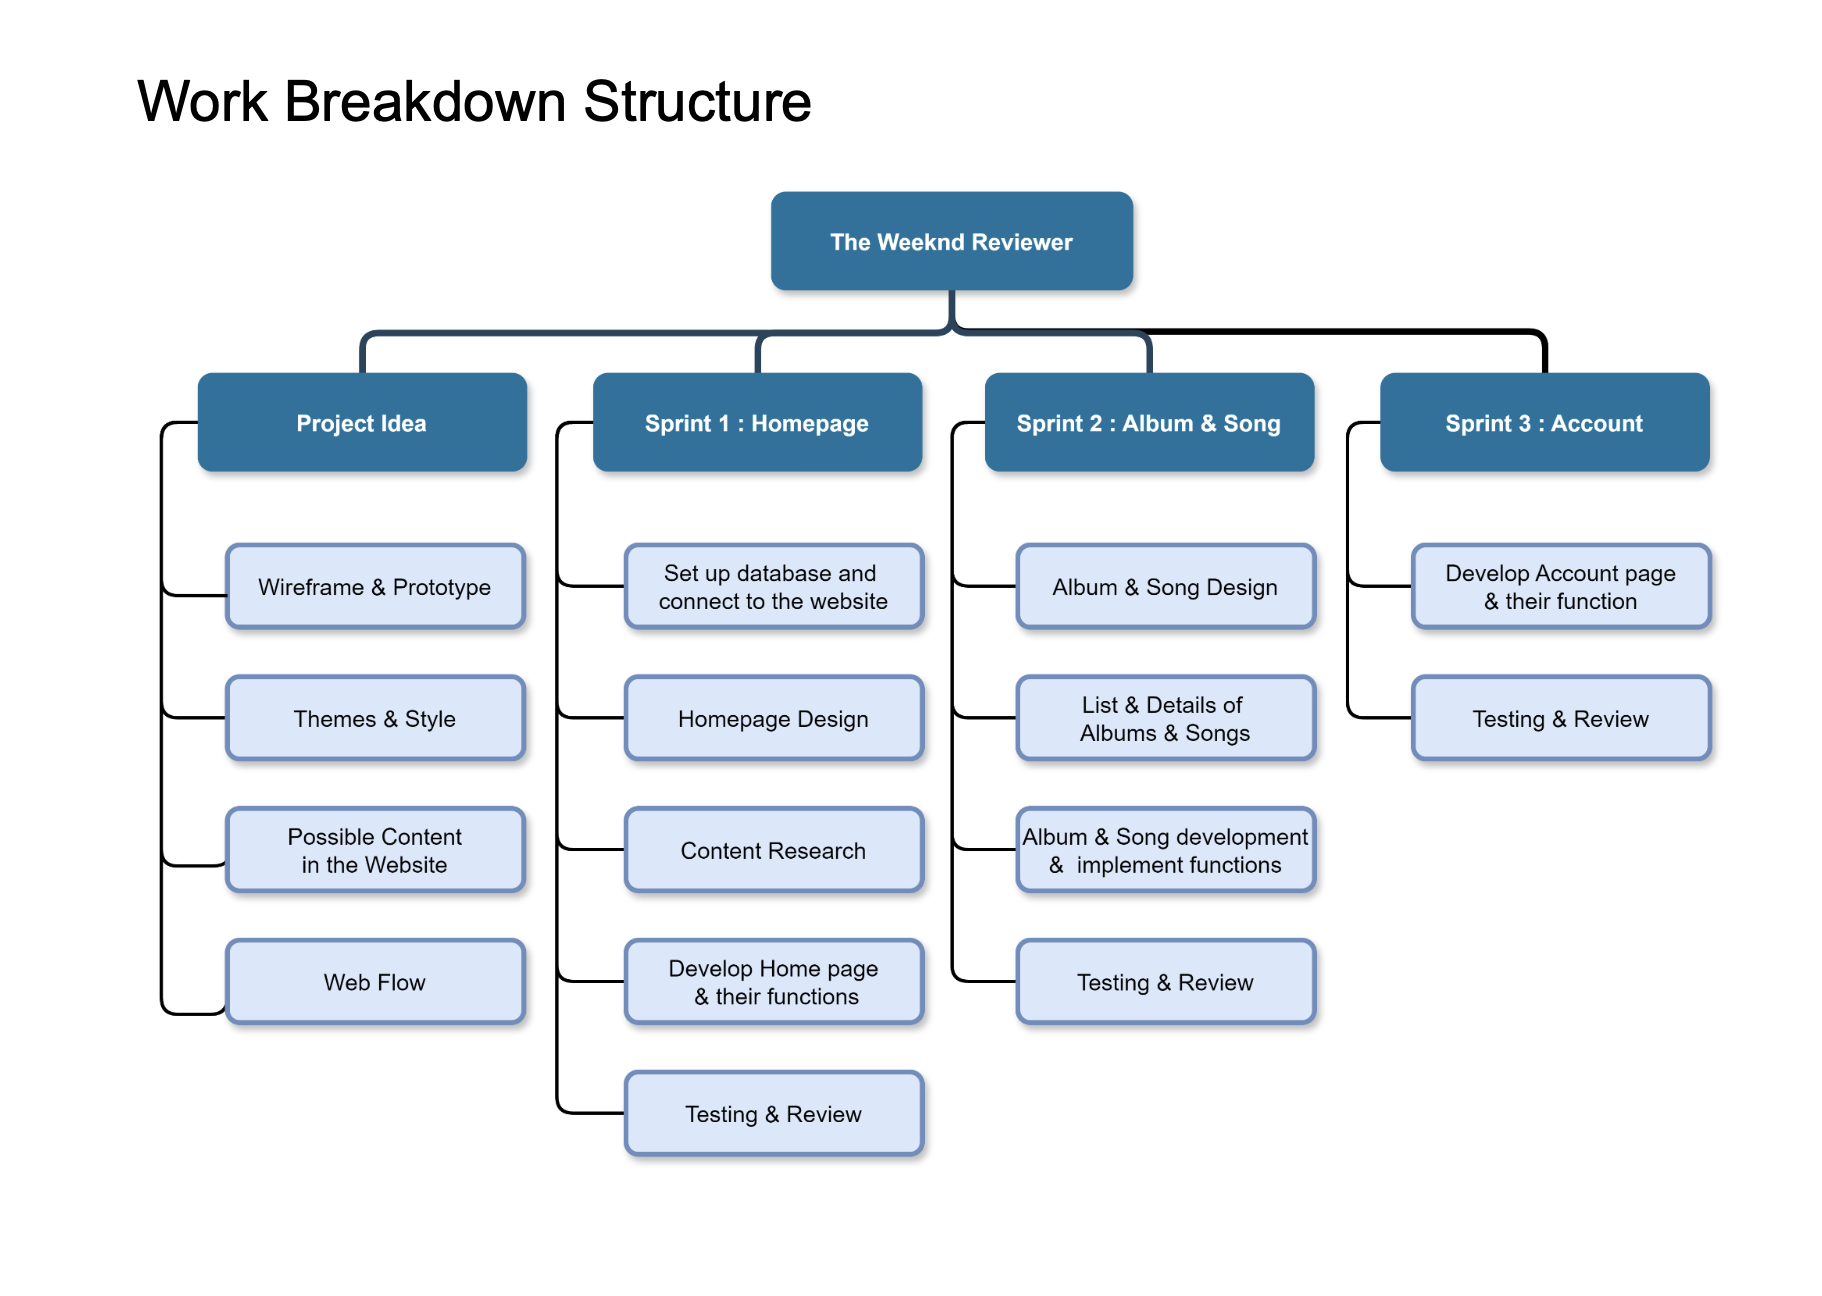 Work Breakdown Structure
The Weeknd Reviewer
Project Idea
Wireframe & Prototype
Themes & Style
Possible Content
in the Website
Web Flow
Sprint 1 : Homepage
Set up database and
connect to the website
Homepage Design
Content Research
Develop Home page
& their functions
Testing & Review
Sprint 2 : Album & Song
Album & Song Design
List & Details of
Albums & Songs
Album & Song development
& implement functions
Testing & Review
Sprint 3 : Account
Develop Account page
& their function
Testing & Review